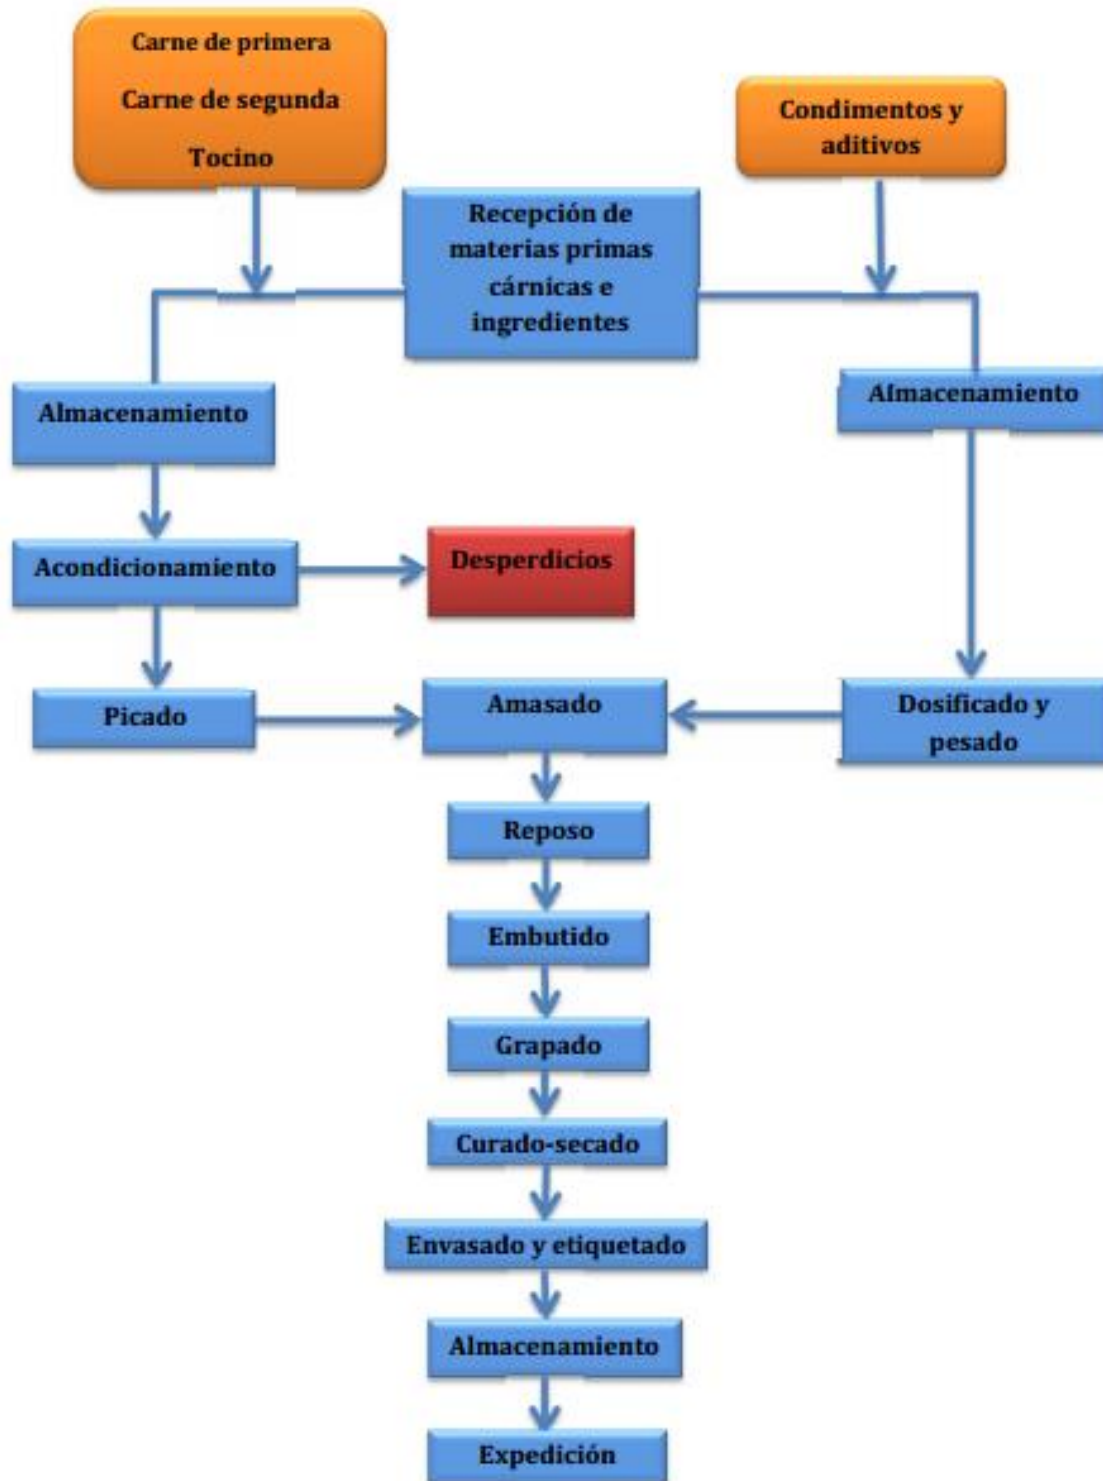 Carne de primera
Carne de segunda
Tocino
Condimentos y
aditivos
Recepción de
materias primas
cárnicas e
ingredientes
Almacenamiento
Almacenamiento
Acondicionamiento
Desperdicios
Picado
Amasado
Dosificado y
pesado
Reposo
Embutido
Grapado
Curado-secado
Envasado y etiquetado
Almacenamiento
Expedición